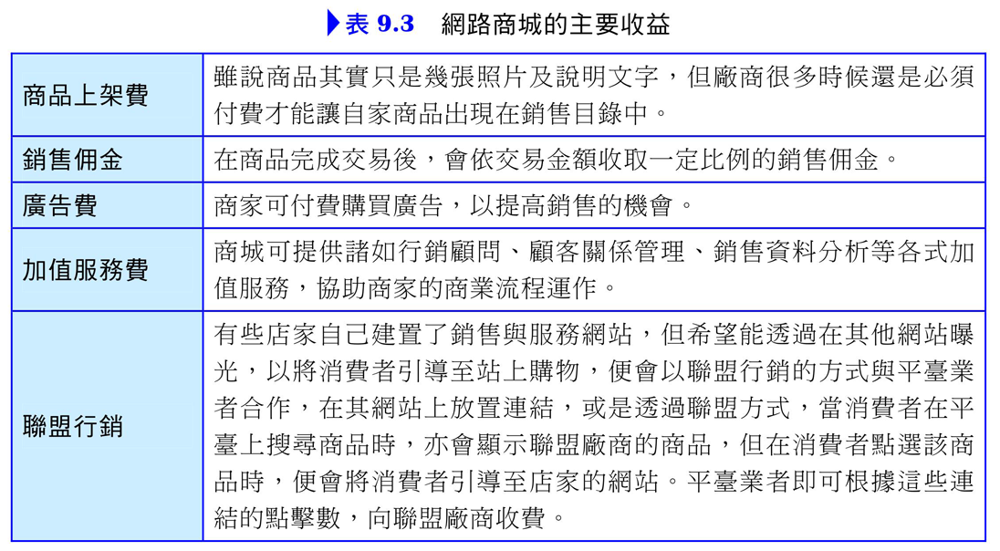 表 9.3 網路商城的主要收益
商品上架費
雖說商品其實只是幾張照片及說明文字，但廠商很多時候還是必須
付費才能讓自家商品出現在銷售目錄中。
銷售佣金
在商品完成交易後，會依交易金額收取一定比例的銷售佣金。
廣告費
商家可付費購買廣告，以提高銷售的機會。
加值服務費
商城可提供諸如行銷顧問、顧客關係管理、銷售資料分析等各式加
值服務，協助商家的商業流程運作。
聯盟行銷
有些店家自己建置了銷售與服務網站，但希望能透過在其他網站曝
光，以將消費者引導至站上購物，便會以聯盟行銷的方式與平臺業
者合作，在其網站上放置連結，或是透過聯盟方式，當消費者在平
臺上搜尋商品時，亦會顯示聯盟廠商的商品，但在消費者點選該商
品時，便會將消費者引導至店家的網站。平臺業者即可根據這些連
結的點擊數，向聯盟廠商收費。